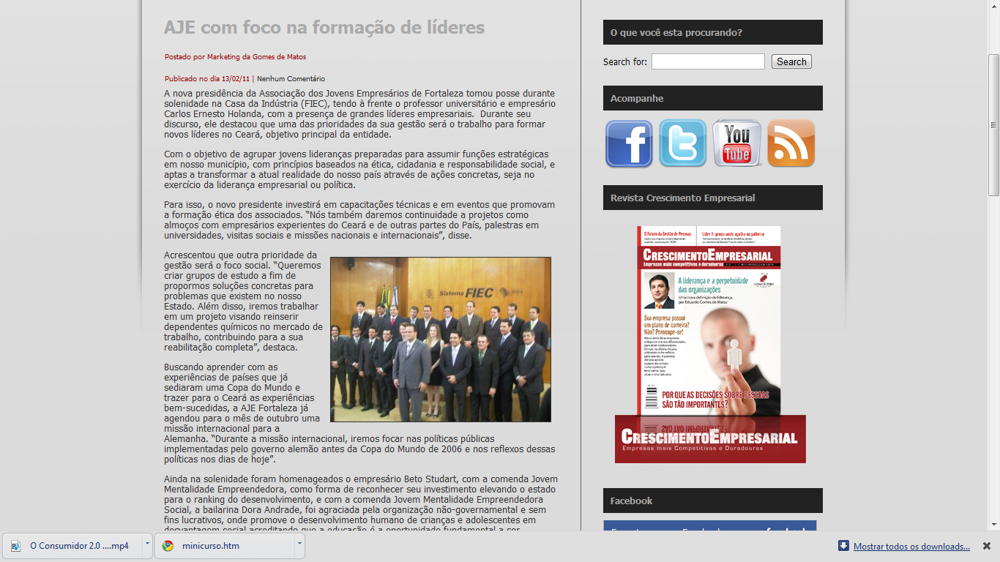 AJE com foco na formação de líderes
Postado por Marketing da Gomes de Matos
Publicado no dia 13/02/11 | Nenhum Comentário
A nova presidência da Associação dos Jovens Empresários de Fortaleza tomou posse durante
solenidade na Casa da Indústria (FIEC), tendo à frente o professor universitário e empresário
Carlos Ernesto Holanda, com a presença de grandes líderes empresariais. Durante seu
discurso, ele destacou que uma das prioridades da sua gestão será o trabalho para formar
novos líderes no Ceará, objetivo principal da entidade.
Com o objetivo de agrupar jovens lideranças preparadas para assumir funções estratégicas
em nosso município, com princípios baseados na ética, cidadania e responsabilidade social, e
aptas a transformar a atual realidade do nosso país através de ações concretas, seja no
exercício da liderança empresarial ou política.
Para isso, o novo presidente investirá em capacitações técnicas e em eventos que promovam
a formação ética dos associados. “Nós também daremos continuidade a projetos como
almoços com empresários experientes do Ceará e de outras partes do País, palestras em
universidades, visitas sociais e missões nacionais e internacionais”, disse.
Acrescentou que outra prioridade da
gestão será o foco social. “Queremos
criar grupos de estudo a fim de
propormos soluções concretas para
problemas que existem no nosso
Estado. Além disso, iremos trabalhar
em um projeto visando reinserir
dependentes químicos no mercado de
trabalho, contribuindo para a sua
reabilitação completa”, destaca.
Sistema FIEC
Buscando aprender com as
experiências de países que já
sediaram uma Copa do Mundo e
trazer para o Ceará as experiências
bem-sucedidas, a AJE Fortaleza já
agendou para o mês de outubro uma
missão internacional para a
Alemanha. “Durante a missão internacional, iremos focar nas políticas públicas
implementadas pelo governo alemão antes da Copa do Mundo de 2006 e nos reflexos dessas
políticas nos dias de hoje”.
Ainda na solenidade foram homenageados o empresário Beto Studart, com a comenda Jovem
Mentalidade Empreendedora, como forma de reconhecer seu investimento elevando o estado
para o ranking do desenvolvimento, e com a comenda Jovem Mentalidade Empreendedora
Social, a bailarina Dora Andrade, foi agraciada pela organização não-governamental e sem
fins lucrativos, onde promove o desenvolvimento humano de crianças e adolescentes em
desvantagem social acreditando que a educação é a oportunidade fundamental a ser
O que você esta procurando?
Search for:
Search
Acompanhe
You
Tube
Revista Crescimento Empresarial
O Futuro da Gestão de Pessoas
Líder Y: procurando agulha no palheiro
CRESCIMENTOEMPRESARIAL
Empresas mais competitivas e duradouras
A liderança e a perpetuidade
das organizações
Uma nova definição de liderança,
por Eduardo Gomes de Matos
Sua empresa possui
um plano de carreira?
Não? Preocupe-se!
POR QUE AS DECISÕES SOBRE PESSOAS
SÃO TÃO IMPORTANTES?
CRESCIMENTOEMPRESARIAL
Empresas mais Competitivas e Duradouras
Facebook
O Consumidor 2.0 ....mp4
minicurso.htm
Mostrar todos os downloads...